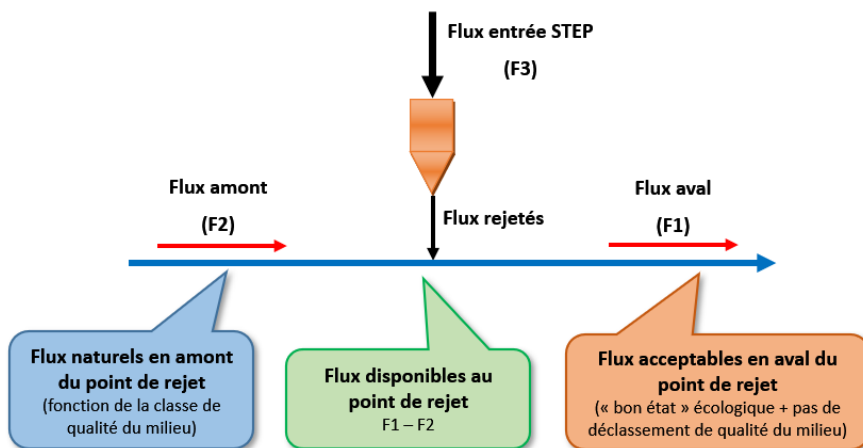 Flux entrée STEP
(F3)
Flux amont
(F2)
Flux rejetés
Flux aval
(F1)
Flux naturels en amont
du point de rejet
(fonction de la classe de
qualité du milieu)
Flux disponibles au
point de rejet
F1 – F2
Flux acceptables en aval du
point de rejet
(« bon état » écologique + pas de
déclassement de qualité du milieu)